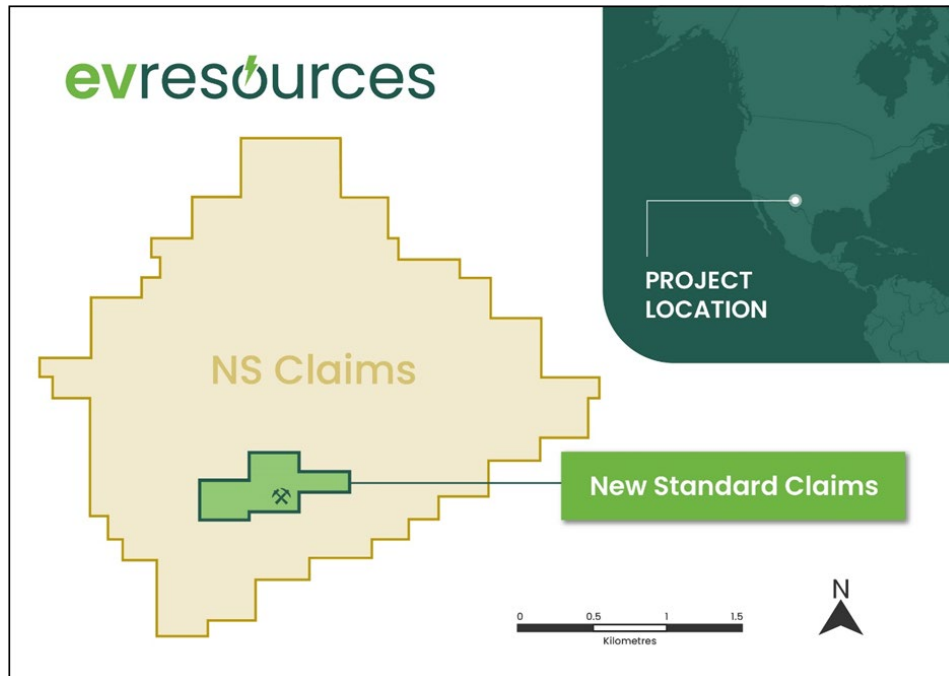 evresources
PROJECT
LOCATION
NS Claims
New Standard Claims
N
0 0.5 1 1.5
Kilometres